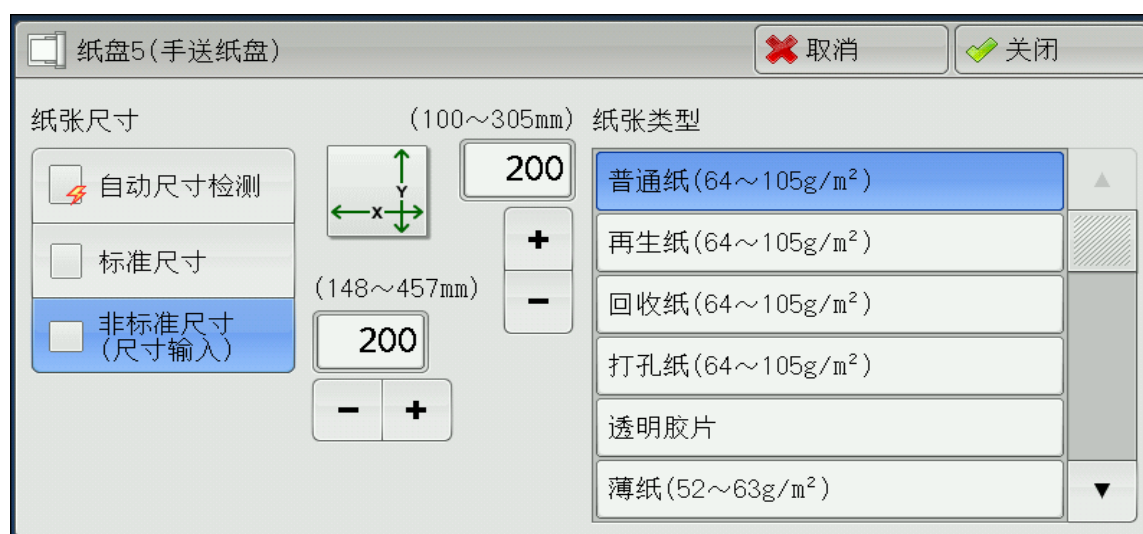 纸盘5(手送纸盘)
取消
关闭
纸张尺寸
自动尺寸检测
标准尺寸
非标准尺寸
(尺寸输入)
(100～305mm)
200
Y
X
+
-
(148～457mm)
200
- +
纸张类型
普通纸(64～105g/m²)
再生纸(64～105g/m²)
回收纸(64～105g/m²)
打孔纸(64～105g/m²)
透明胶片
薄纸(52～63g/m²)